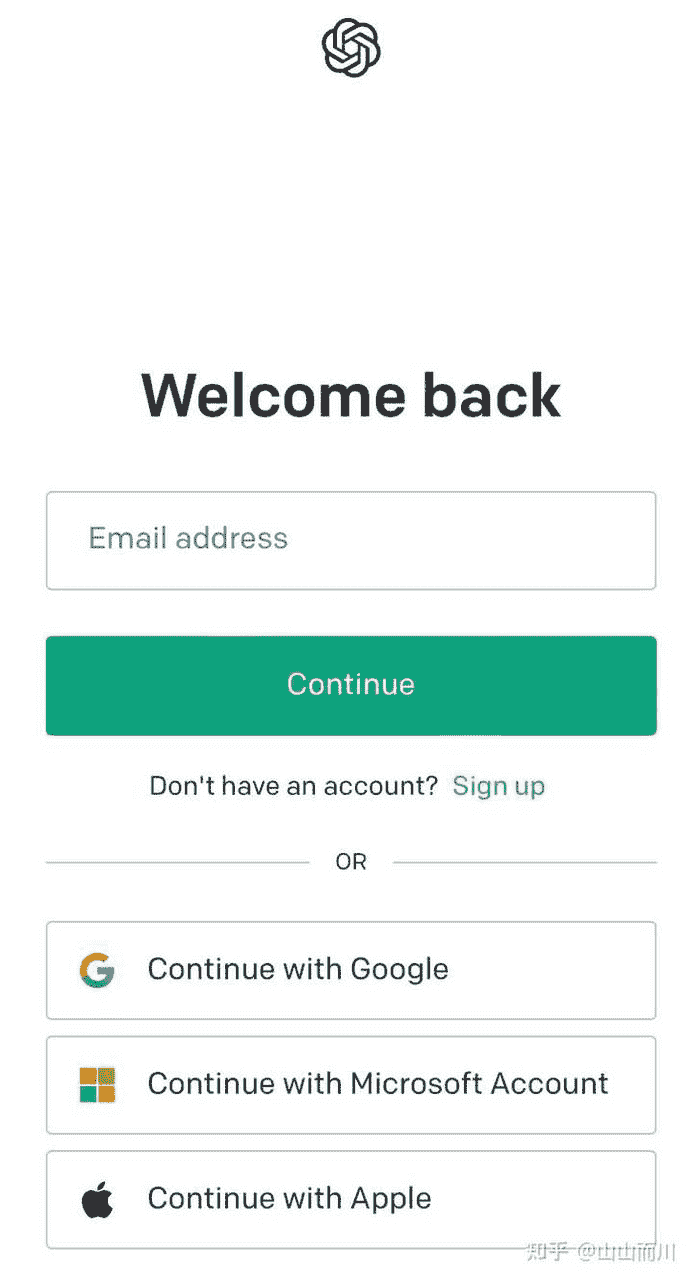 Welcome back
Email address
Continue
Don't have an account? Sign up
OR
Continue with Google
Continue with Microsoft Account
Continue with Apple
知乎 @山山而川